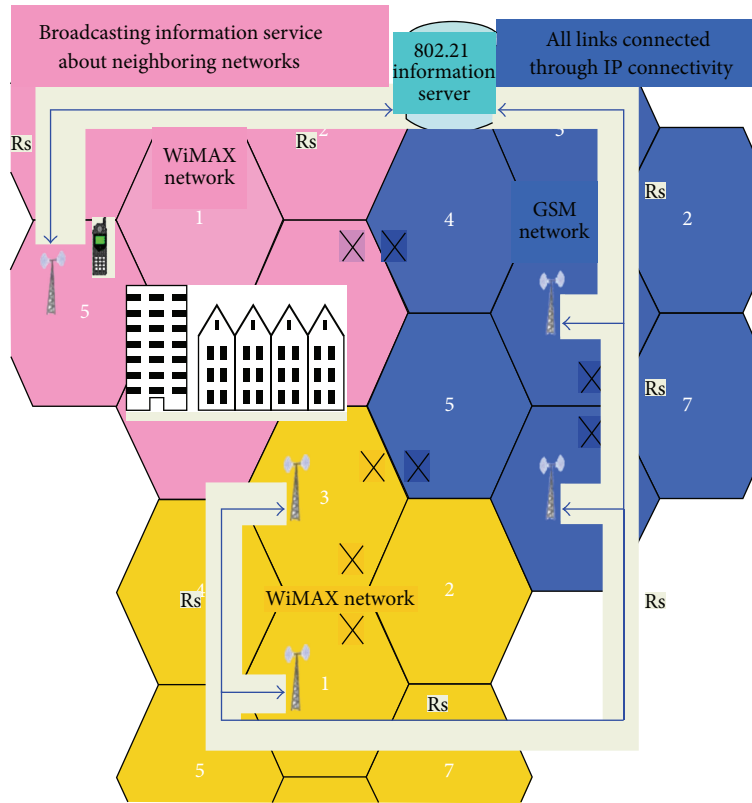 Broadcasting information service
about neighboring networks
802.21
information
server
All links connected
through IP connectivity
Rs
2
Rs
3
WiMAX
network
1
4
GSM
network
Rs
2
5
5
Rs
7
3
4
Rs
WiMAX network
2
Rs
1
Rs
5
7